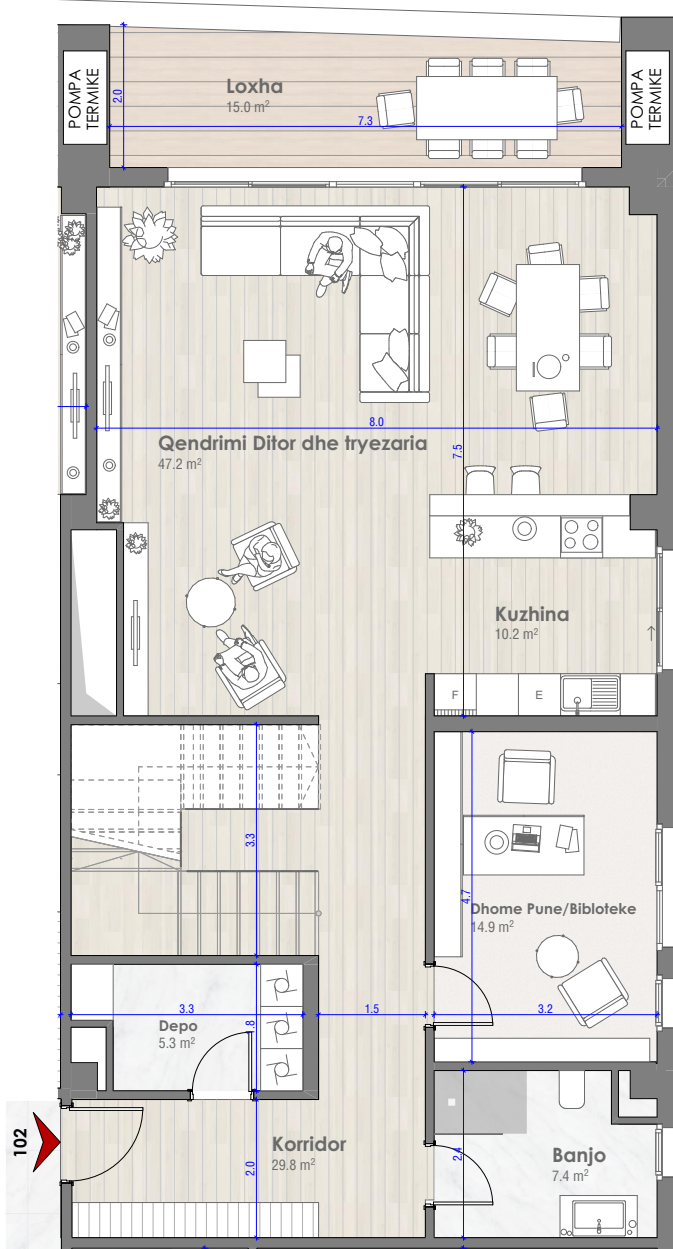 POMPA
TERMIKE
2.0
Loxha
15.0 m²
7.3
POMPA
TERMIKE
8.0
Qendrimi Ditor dhe tryezaria
47.2 m²
7.5
Kuzhina
10.2 m²
F
E
3.3
4.7
Dhome Pune/Bibloteke
14.9 m²
3.3
1.8
1.5
3.2
Depo
5.3 m²
102
2.0
Korridor
29.8 m²
2.4
Banjo
7.4 m²